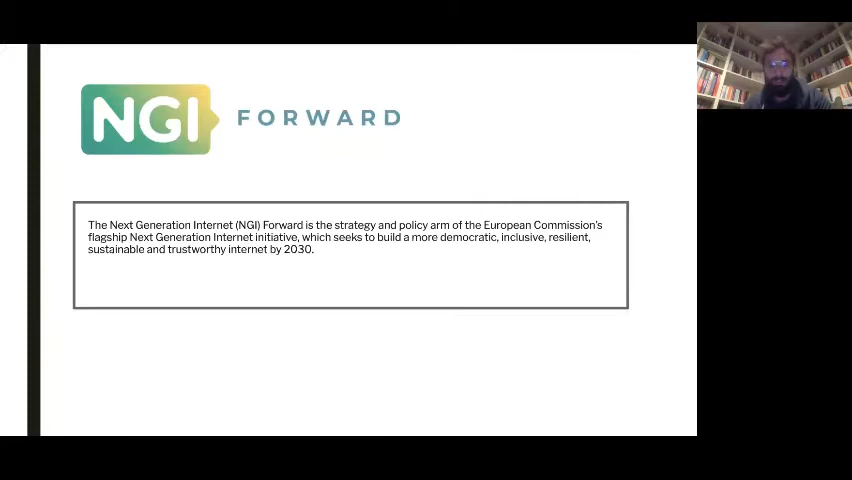 NGI FORWARD
The Next Generation Internet (NGI) Forward is the strategy and policy arm of the European Commission's
flagship Next Generation Internet initiative, which seeks to build a more democratic, inclusive, resilient,
sustainable and trustworthy internet by 2030.